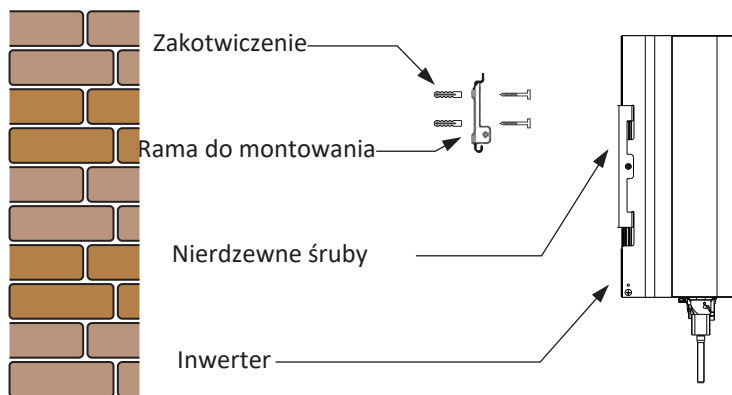 Zakotwiczenie
Rama do montowania
Nierdzewne śruby
Inwerter